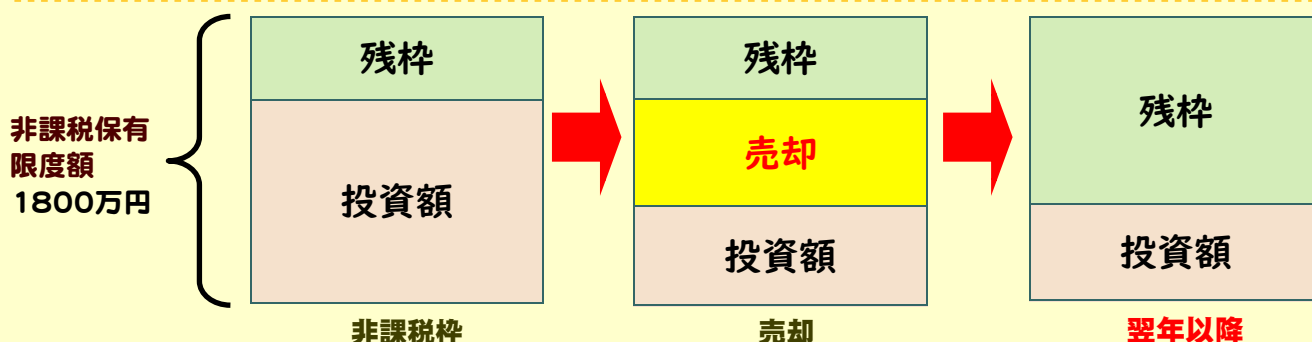 非課税保有
限度額
1800万円
残枠
投資額
非課税枠
残枠
売却
投資額
売却
残枠
投資額
翌年以降